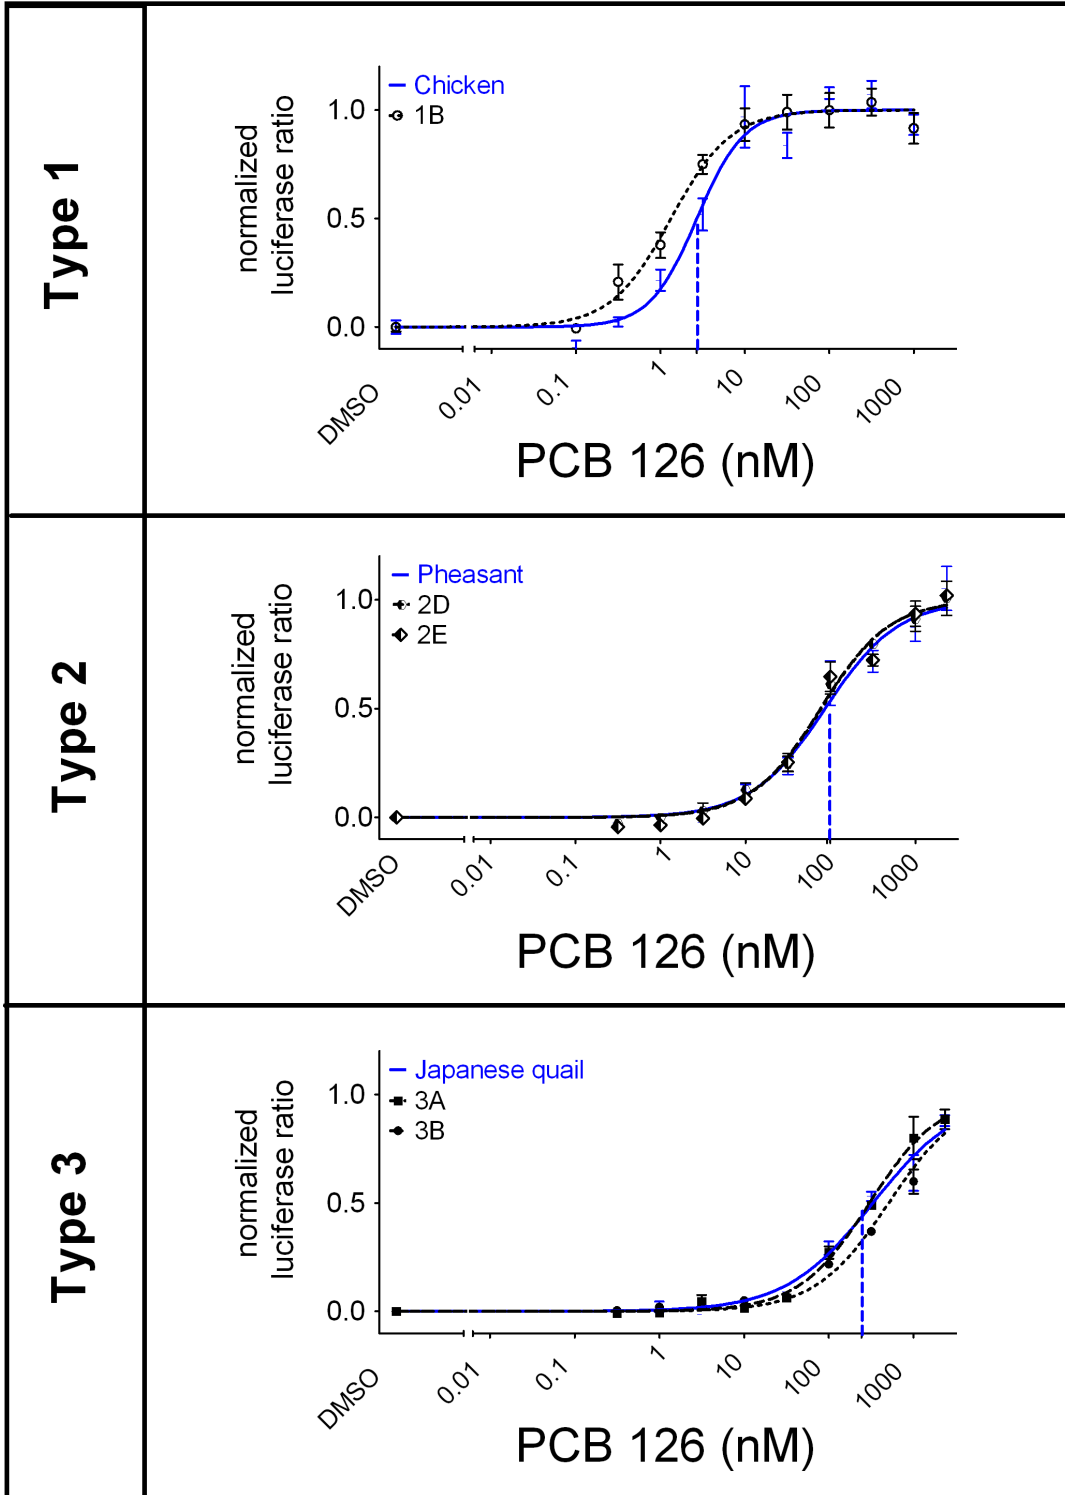 Type 1
normalized
luciferase ratio
Chicken
1B
1.0
0.5
0.0
DMSO
0.01
0.1
1
10
100
1000
PCB 126 (nM)
Type 2
normalized
luciferase ratio
Pheasant
2D
2E
1.0
0.5
0.0
DMSO
0.01
0.1
1
10
100
1000
PCB 126 (nM)
Type 3
normalized
luciferase ratio
Japanese quail
3A
3B
1.0
0.5
0.0
DMSO
0.01
0.1
1
10
100
1000
PCB 126 (nM)